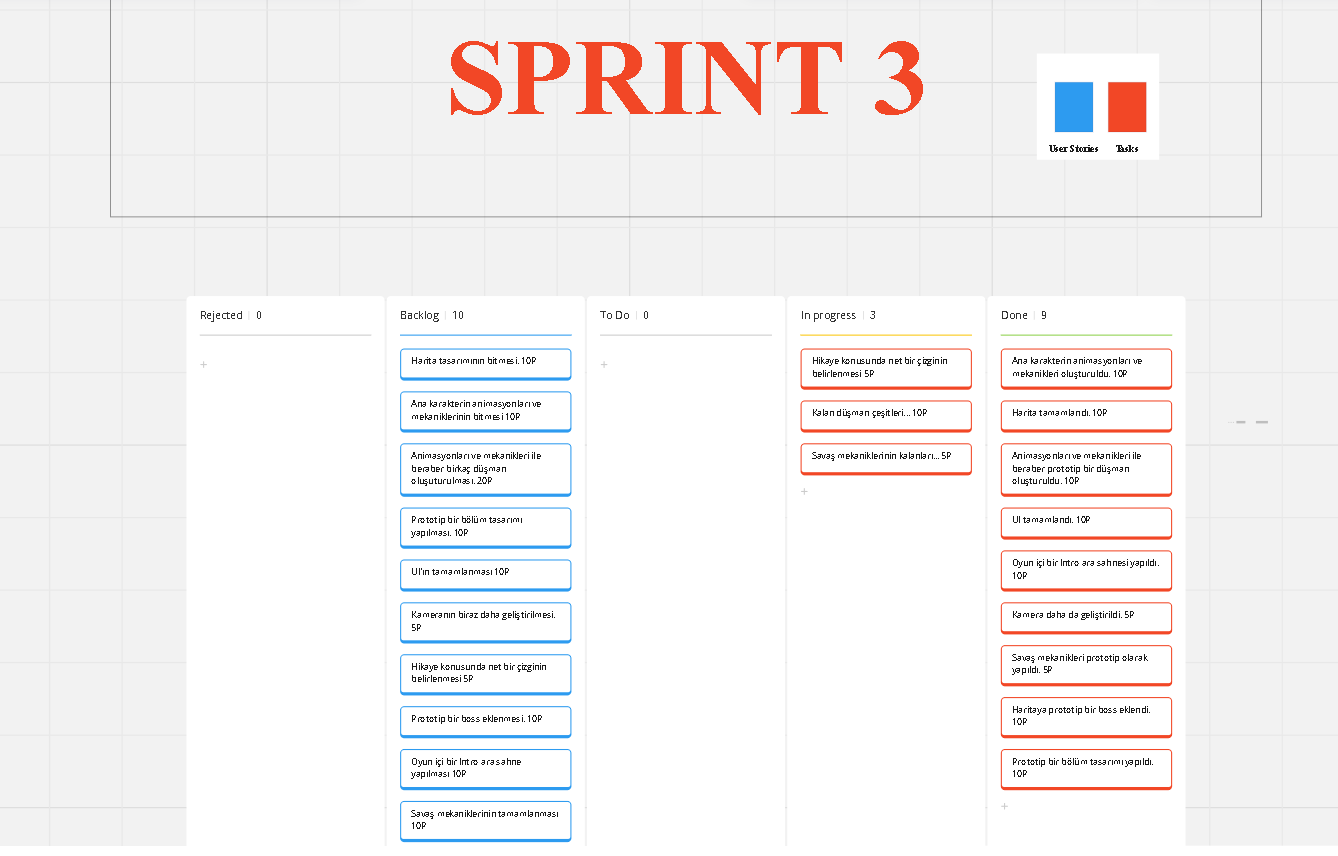 SPRINT 3
User Stories Tasks
Rejected 0
+
Backlog 10
Harita tasarımının bitmesi. 10P
Ana karakterin animasyonları ve
mekaniklerinin bitmesi 10P
Animasyonları ve mekanikleri ile
beraber birkaç düşman
oluşuturulması. 20P
Prototip bir bölüm tasarımı
yapılması. 10P
UI'ın tamamlanması 10P
Kameranın biraz daha geliştirilmesi.
5P
Hikaye konusunda net bir çizginin
belirlenmesi 5P
Prototip bir boss eklenmesi. 10P
Oyun içi bir Intro ara sahne
yapılması 10P
Savaş mekaniklerinin tamamlanması
10P
To Do 0
+
In progress 3
Hikaye konusunda net bir çizginin
belirlenmesi 5P
Kalan düşman çeşitleri... 10P
Savaş mekaniklerinin kalanları... 5P
+
Done 9
Ana karakterin animasyonları ve
mekanikleri oluşturuldu. 10P
Harita tamamlandı. 10P
Animasyonları ve mekanikleri ile
beraber prototip bir düşman
oluşturuldu. 10P
UI tamamlandı. 10P
Oyun içi bir Intro ara sahnesi yapıldı.
10P
Kamera daha da geliştirildi. 5P
Savaş mekanikleri prototip olarak
yapıldı. 5P
Haritaya prototip bir boss eklendi.
10P
Prototip bir bölüm tasarımı yapıldı.
10P
+